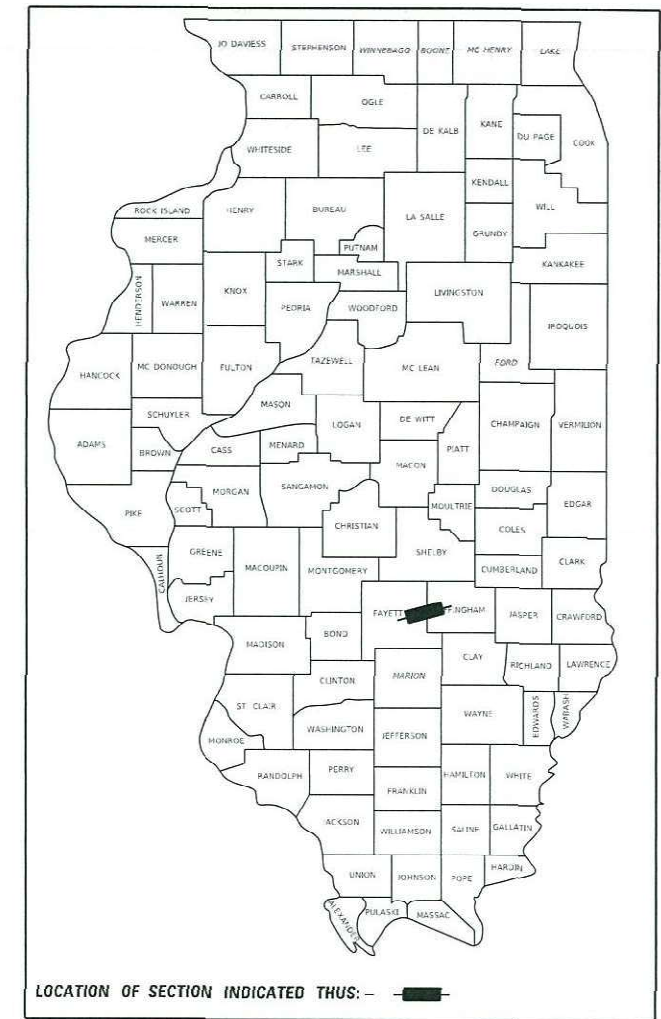 JO DAVIESS STEPHENSON WINNEBAGO BOONE MC HENRY LAKE
CARROLL OGLE DE KALB KANE DU PAGE COOK
WHITESIDE LEE
KENDALL
ROCK ISLAND HENRY BUREAU LA SALLE WILL
MERCER PUTNAM GRUNDY
STARK MARSHALL KANKAKEE
HENDERSON WARREN KNOX PEORIA WOODFORD LIVINGSTON
IROQUOIS
HANCOCK MC DONOUGH FULTON TAZEWELL MC LEAN FORD
MASON
SCHUYLER LOGAN DE WITT CHAMPAIGN VERMILION
ADAMS BROWN CASS MENARD PIATT
MACON
MORGAN SANGAMON DOUGLAS
PIKE SCOTT MOULTRIE EDGAR
CHRISTIAN COLES
GREENE SHELBY
CALHOUN MACOUPIN MONTGOMERY CUMBERLAND CLARK
JERSEY
FAYETT FFINGHAM JASPER CRAWFORD
MADISON BOND
CLAY RICHLAND LAWRENCE
CLINTON MARION
ST. CLAIR WAYNE EDWARDS WABASH
WASHINGTON JEFFERSON
MONROE
RANDOLPH PERRY HAMILTON WHITE
FRANKLIN
ACKSON WILLIAMSON SALINE GALLATIN
UNION JOHNSON POPE HARDIN
ALEXANDER PULASKI MASSAC
LOCATION OF SECTION INDICATED THUS: –